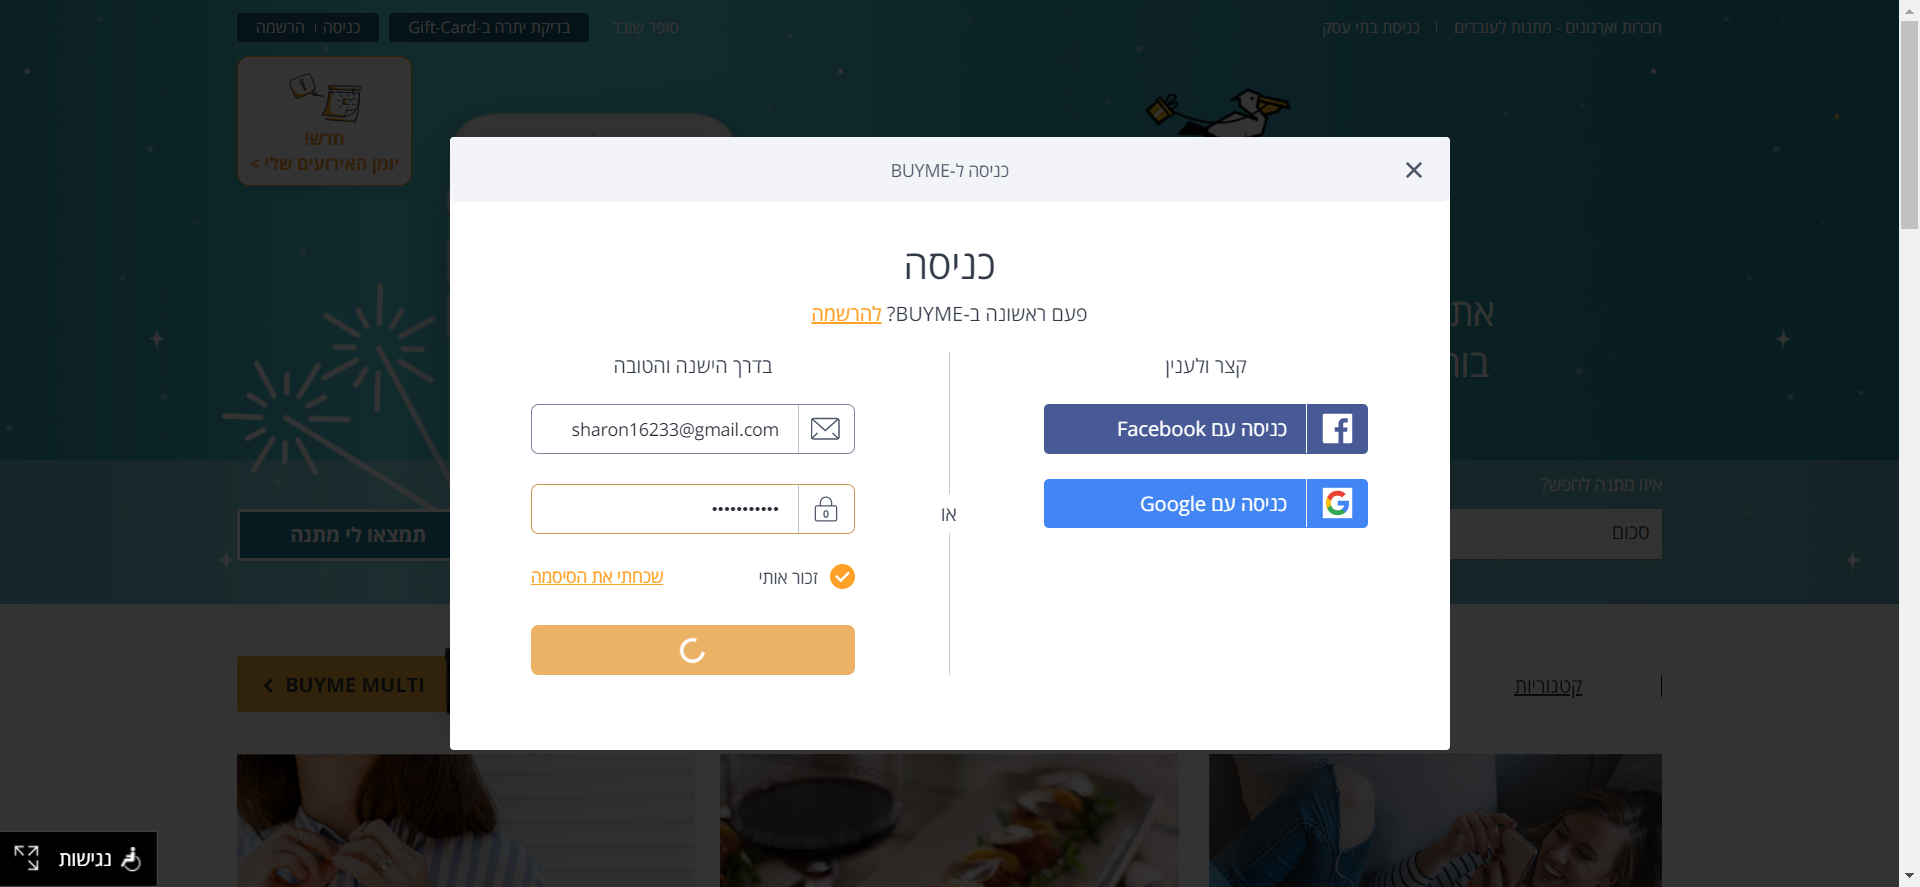 חברות וארגונים - מתנות לעובדים | כניסת בתי עסק
סופר שובר
בדיקת יתרה ב-Gift-Card
כניסה | הרשמה
חדש!
יומן האירועים שלי >
כניסה ל-BUYME
כניסה
פעם ראשונה ב-BUYME? להרשמה
קצר ולענין
כניסה עם Facebook
כניסה עם Google
או
בדרך הישנה והטובה
sharon16233@gmail.com
•••••••••••
זכור אותי
שכחתי את הסיסמה
את
איזו מתנה לחפש?
סכום
תמצאו לי מתנה
קטגוריות
BUYME MULTI
נגישות